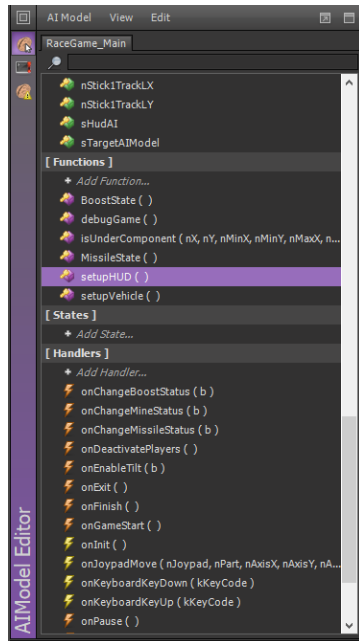 AI Model View Edit
RaceGame_Main
nStick1TrackLX
nStick1TrackLY
sHudAI
sTargetAIModel
[ Functions ]
+ Add Function...
BoostState ( )
debugGame ( )
isUnderComponent ( nX, nY, nMinX, nMinY, nMaxX, n...
MissileState ( )
setupHUD ( )
setupVehicle ( )
[ States ]
+ Add State...
[ Handlers ]
+ Add Handler...
onChangeBoostStatus ( b )
onChangeMineStatus ( b )
onChangeMissileStatus ( b )
onDeactivatePlayers ( )
onEnableTilt ( b )
onExit ( )
onFinish ( )
onGameStart ( )
onInit ( )
onJoypadMove ( nJoypad, nPart, nAxisX, nAxisY, nA...
onKeyboardKeyDown ( kKeyCode )
onKeyboardKeyUp ( kKeyCode )
onPause ( )
AIModel Editor